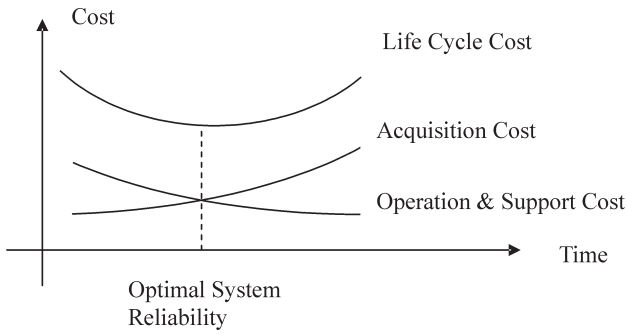 Cost
Life Cycle Cost
Acquisition Cost
Operation & Support Cost
Time
Optimal System
Reliability